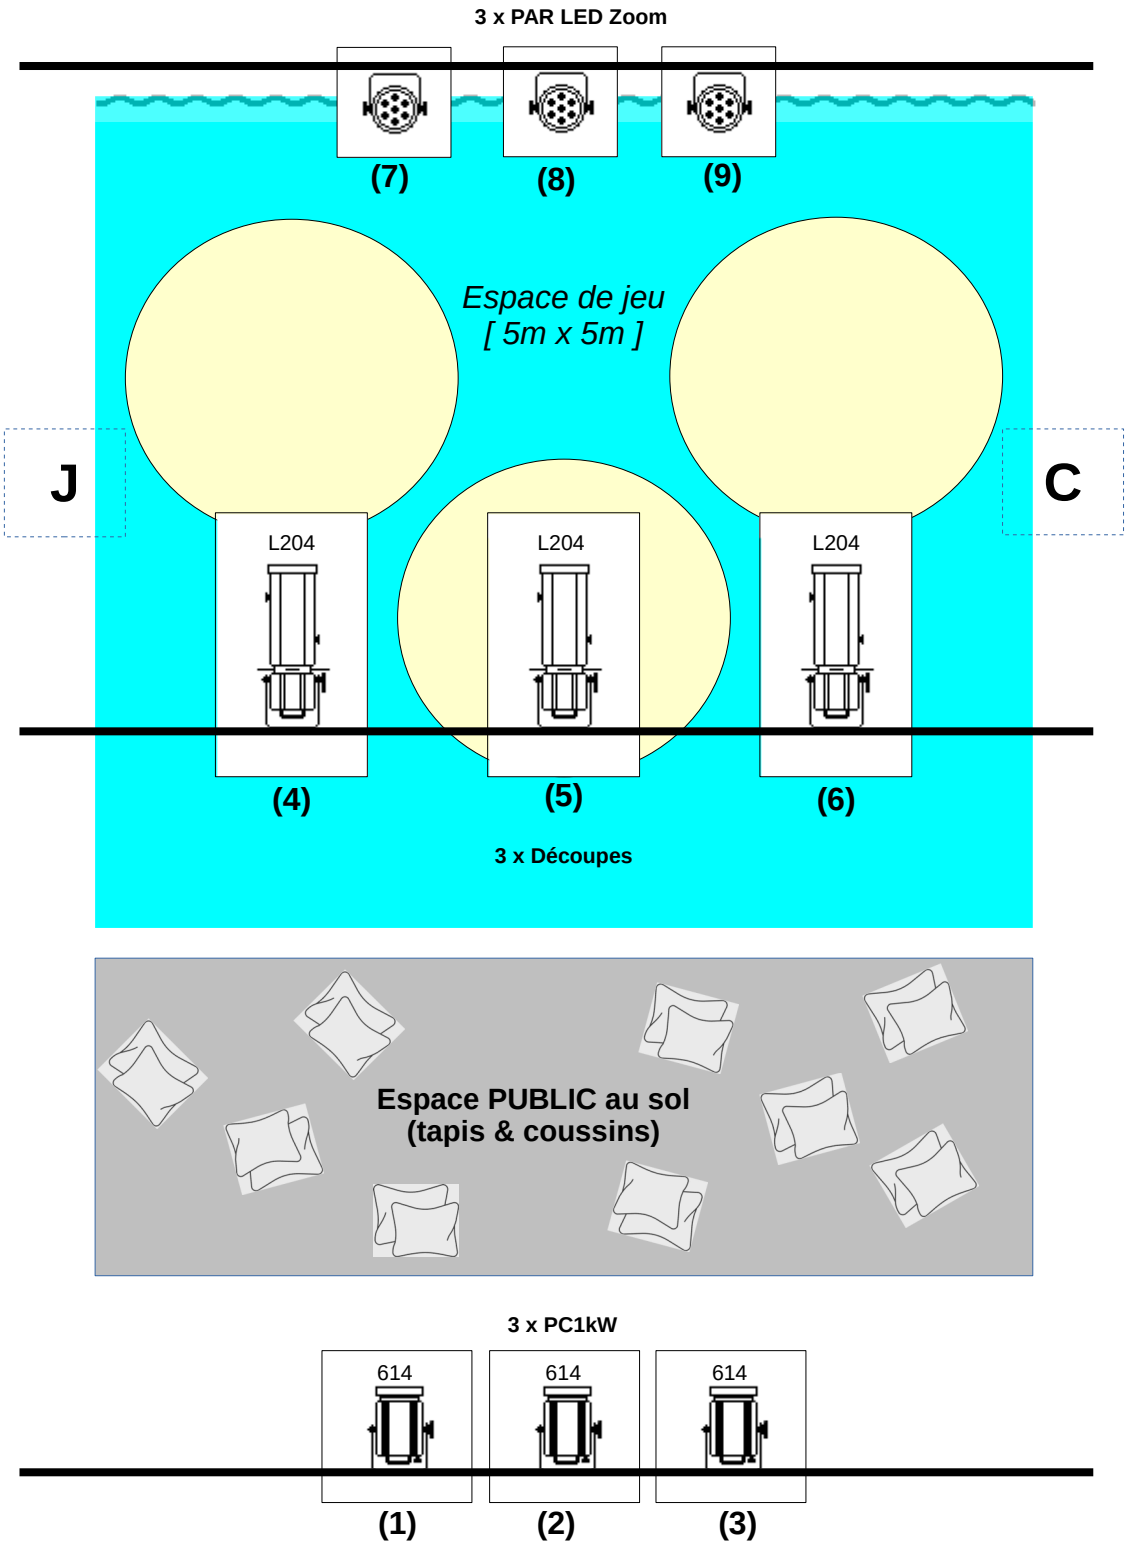 3 x PAR LED Zoom
(7)
(8)
(9)
Espace de jeu
[ 5m x 5m ]
J
C
L204
L204
L204
(4)
(5)
(6)
3 x Découpes
Espace PUBLIC au sol
(tapis & coussins)
3 x PC1kW
614
614
614
(1)
(2)
(3)